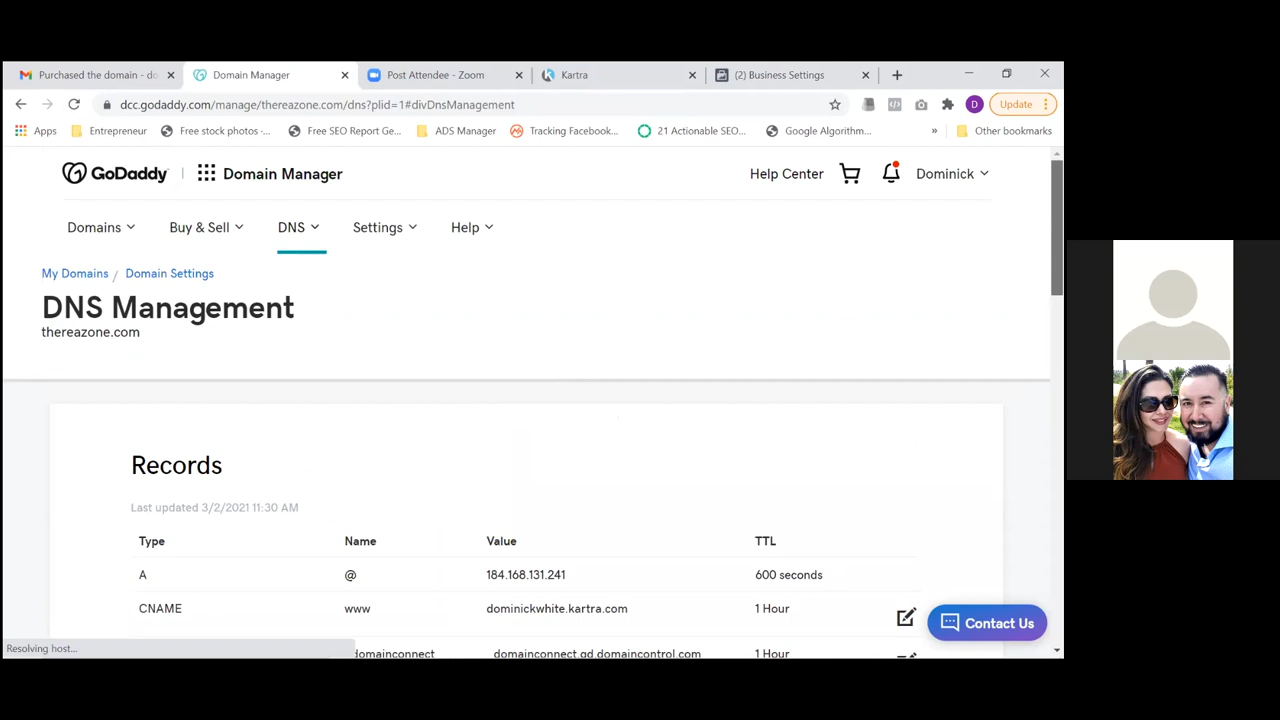 Purchased the domain - do
Domain Manager
Post Attendee - Zoom
Kartra
(2) Business Settings
dcc.godaddy.com/manage/thereazone.com/dns?plid=1#divDnsManagement
D
Update
Apps
Entrepreneur
Free stock photos -...
Free SEO Report Ge...
ADS Manager
Tracking Facebook...
21 Actionable SEO...
Google Algorithm...
»
Other bookmarks
GoDaddy
Domain Manager
Help Center
Dominick
Domains
Buy & Sell
DNS
Settings
Help
My Domains / Domain Settings
DNS Management
thereazone.com
Records
Last updated 3/2/2021 11:30 AM
Type Name Value TTL
A @ 184.168.131.241 600 seconds
CNAME www dominickwhite.kartra.com 1 Hour
Contact Us
Resolving host...
domainconnect domainconnect.gd.domaincontrol.com 1 Hour